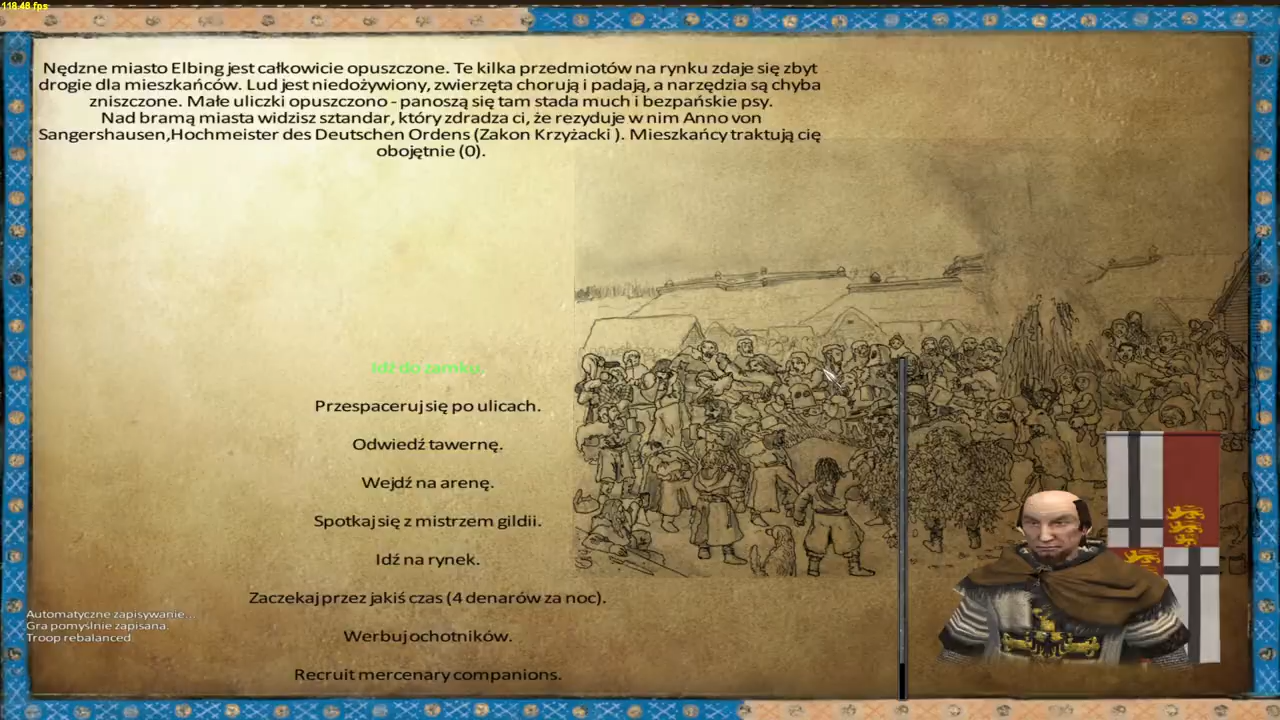 118.48 fps
Nędzne miasto Elbing jest całkowicie opuszczone. Te kilka przedmiotów na rynku zdaje się zbyt
drogie dla mieszkańców. Lud jest niedożywiony, zwierzęta chorują i padają, a narzędzia są chyba
zniszczone. Małe uliczki opuszczono - panoszą się tam stada much i bezpańskie psy.
Nad bramą miasta widzisz sztandar, który zdradza ci, że rezyduje w nim Anno von
Sangershausen,Hochmeister des Deutschen Ordens (Zakon Krzyżacki ). Mieszkańcy traktują cię
obojętnie (0).
Idź do zamku.
Przespaceruj się po ulicach.
Odwiedź tawernę.
Wejdź na arenę.
Spotkaj się z mistrzem gildii.
Idź na rynek.
Zaczekaj przez jakiś czas (4 denarów za noc).
Werbuj ochotników.
Recruit mercenary companions.
Automatyczne zapisywanie...
Gra pomyślnie zapisana.
Troop rebalanced.